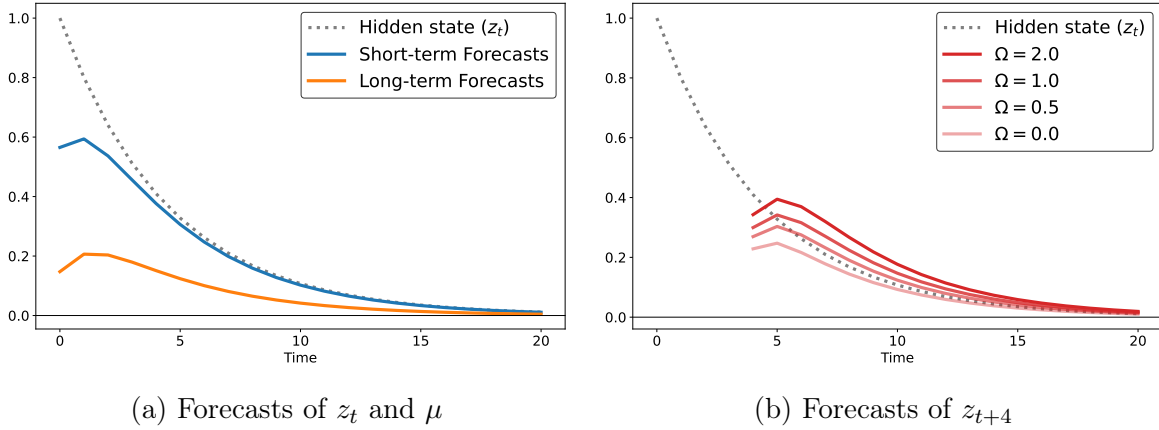 1.0
0.8
0.6
0.4
0.2
0.0
Hidden state (z_t)
Short-term Forecasts
Long-term Forecasts
0 5 10 15 20
Time
(a) Forecasts of z_t and μ
1.0
0.8
0.6
0.4
0.2
0.0
Hidden state (z_t)
Ω = 2.0
Ω = 1.0
Ω = 0.5
Ω = 0.0
0 5 10 15 20
Time
(b) Forecasts of z_{t+4}